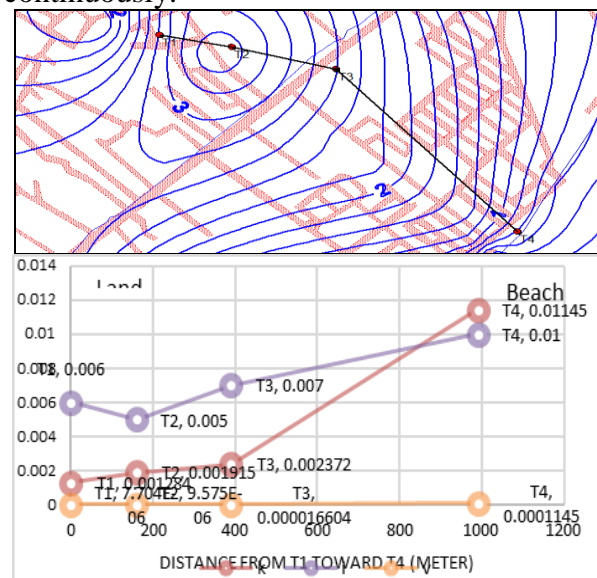 continuously.
2
T1
T2
T3
3
2
1
T4
0.014
0.012
0.01
0.008
0.006
0.004
0.002
0
Land
Beach
T1, 0.006
T2, 0.005
T3, 0.007
T4, 0.01145
T4, 0.01
T1, 0.001284
T2, 0.001915
T3, 0.002372
T1, 7.704E-06
T2, 9.575E-06
T3, 0.000016604
T4, 0.0001145
0 200 400 600 800 1000 1200
DISTANCE FROM T1 TOWARD T4 (METER)
K I V